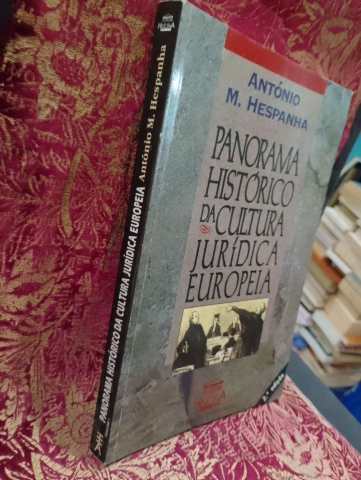 ANTÓNIO
M. HESPANHA
PANORAMA
HISTÓRICO
DA CULTURA
JURÍDICA
EUROPEIA
PANORAMA HISTÓRICO DA CULTURA JURÍDICA EUROPEIA António M. Hespanha